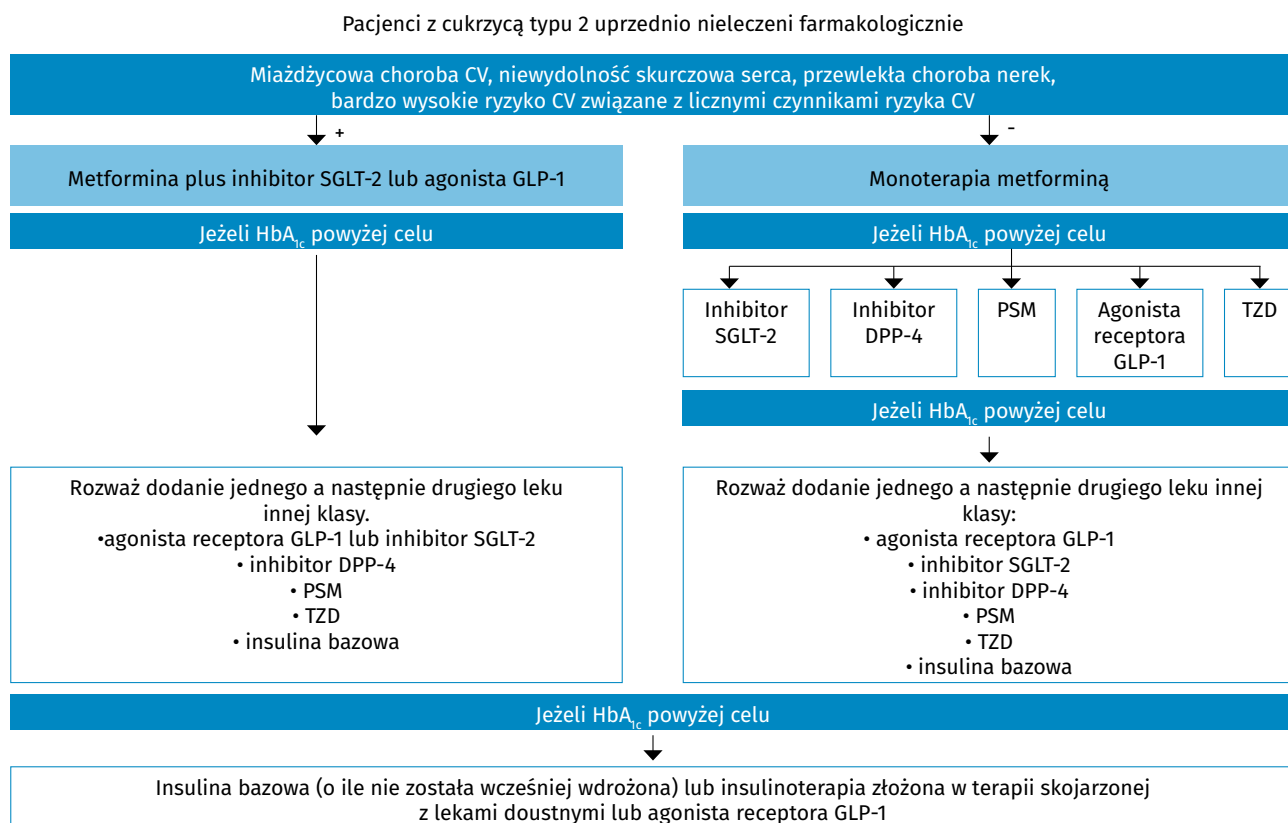 Pacjenci z cukrzycą typu 2 uprzednio nieleczeni farmakologicznie
Miażdżycowa choroba CV, niewydolność skurczowa serca, przewlekła choroba nerek,
bardzo wysokie ryzyko CV związane z licznymi czynnikami ryzyka CV
+
-
Metformina plus inhibitor SGLT-2 lub agonista GLP-1
Jeżeli HbA1c powyżej celu
Monoterapia metforminą
Jeżeli HbA1c powyżej celu
Inhibitor
SGLT-2
Inhibitor
DPP-4
PSM
Agonista
receptora
GLP-1
TZD
Jeżeli HbA1c powyżej celu
Rozważ dodanie jednego a następnie drugiego leku
innej klasy.
•agonista receptora GLP-1 lub inhibitor SGLT-2
• inhibitor DPP-4
• PSM
• TZD
• insulina bazowa
Rozważ dodanie jednego a następnie drugiego leku innej
klasy:
• agonista receptora GLP-1
• inhibitor SGLT-2
• inhibitor DPP-4
• PSM
• TZD
• insulina bazowa
Jeżeli HbA1c powyżej celu
Insulina bazowa (o ile nie została wcześniej wdrożona) lub insulinoterapia złożona w terapii skojarzonej
z lekami doustnymi lub agonista receptora GLP-1